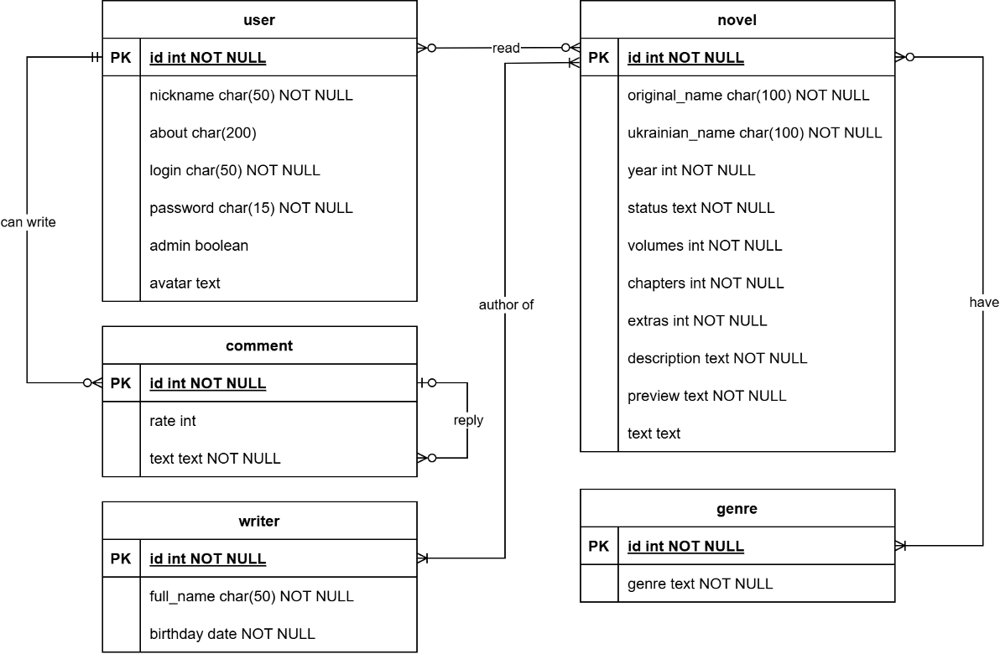 user
PK id int NOT NULL
nickname char(50) NOT NULL
about char(200)
login char(50) NOT NULL
password char(15) NOT NULL
admin boolean
avatar text
can write
comment
PK id int NOT NULL
rate int
text text NOT NULL
reply
writer
PK id int NOT NULL
full_name char(50) NOT NULL
birthday date NOT NULL
read
author of
novel
PK id int NOT NULL
original_name char(100) NOT NULL
ukrainian_name char(100) NOT NULL
year int NOT NULL
status text NOT NULL
volumes int NOT NULL
chapters int NOT NULL
extras int NOT NULL
description text NOT NULL
preview text NOT NULL
text text
have
genre
PK id int NOT NULL
genre text NOT NULL